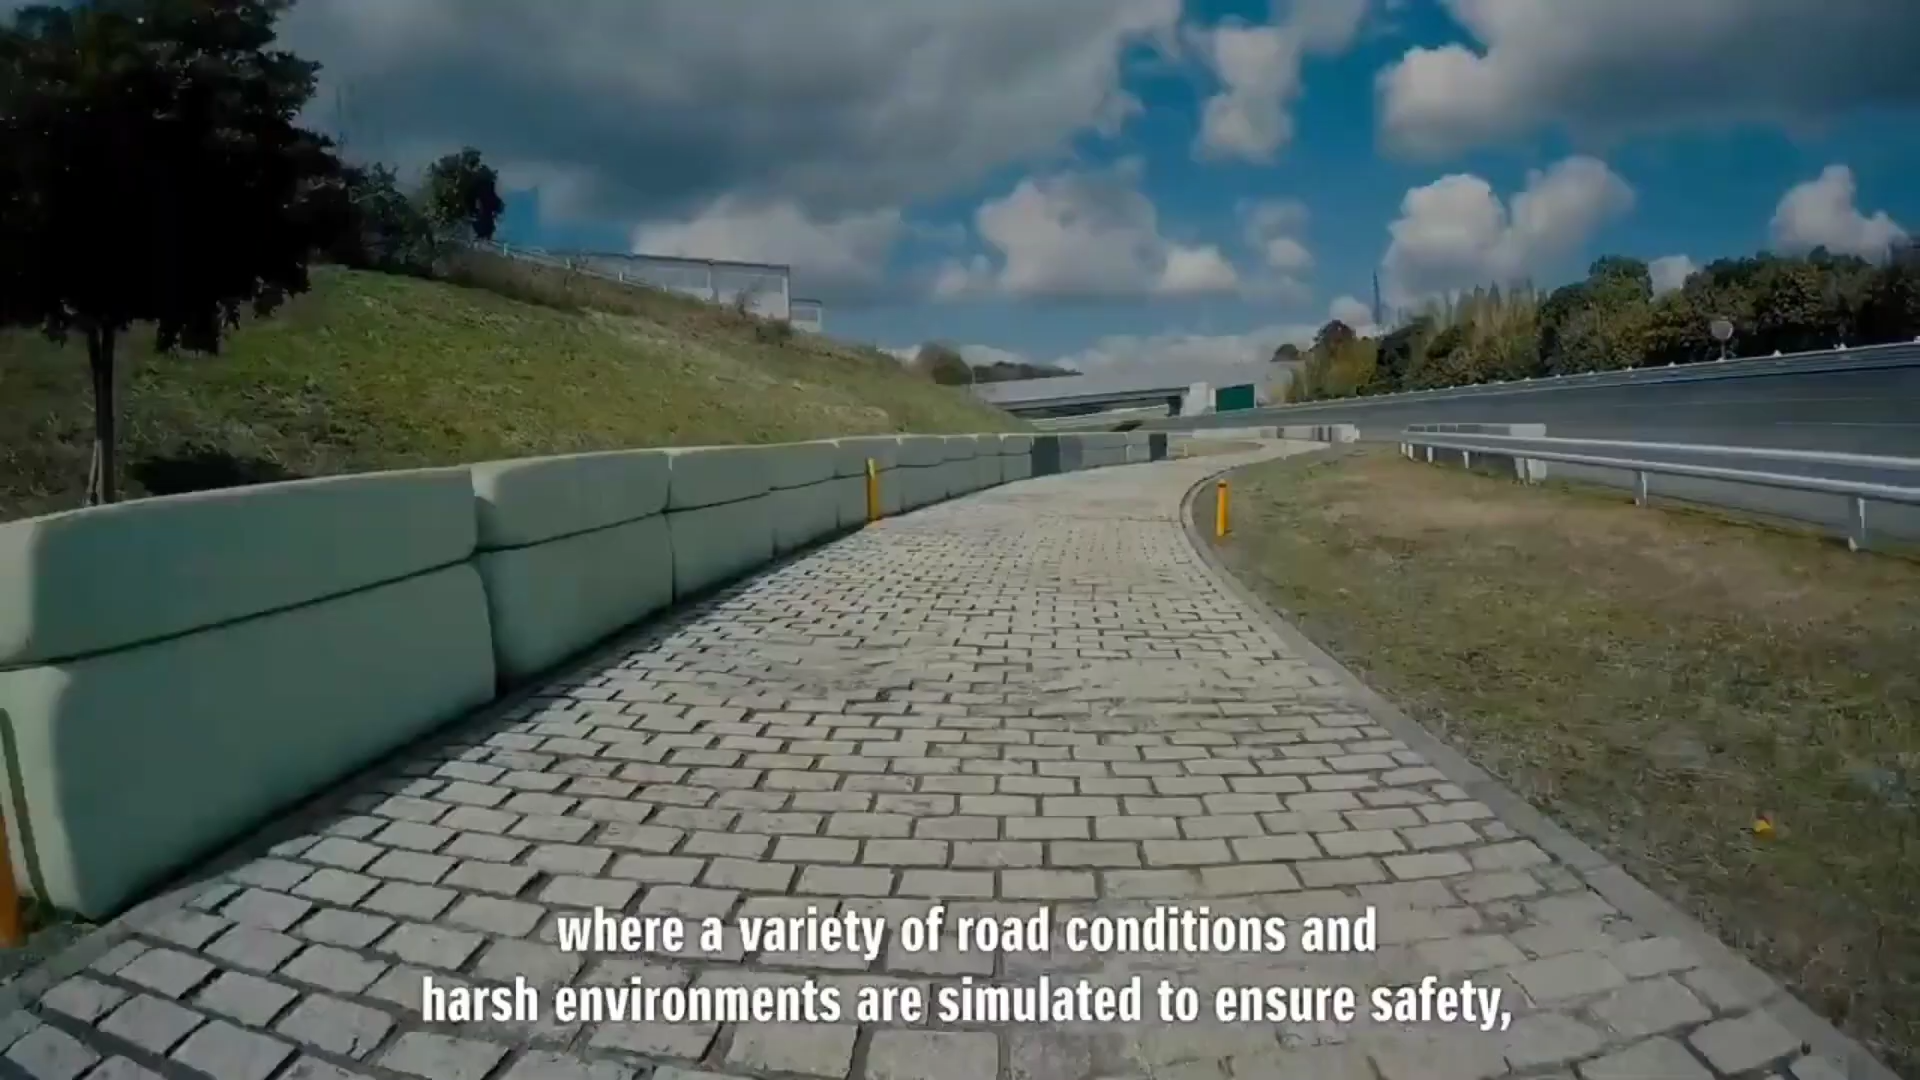 where a variety of road conditions and
harsh environments are simulated to ensure safety,